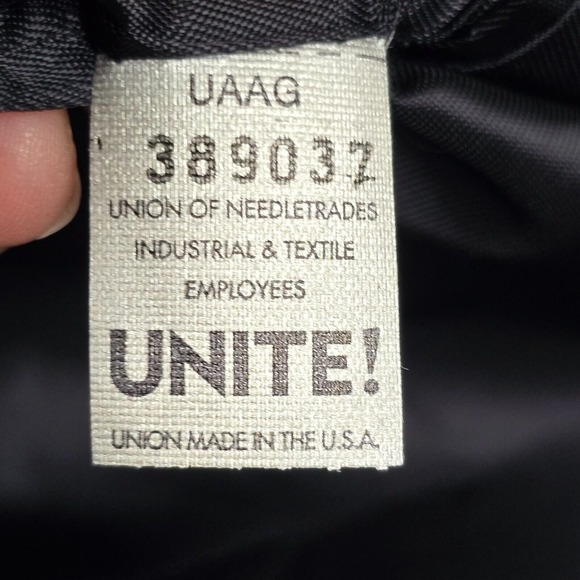 UAAG
389037
UNION OF NEEDLETRADES
INDUSTRIAL & TEXTILE
EMPLOYEES
UNITE!
UNION MADE IN THE U.S.A.